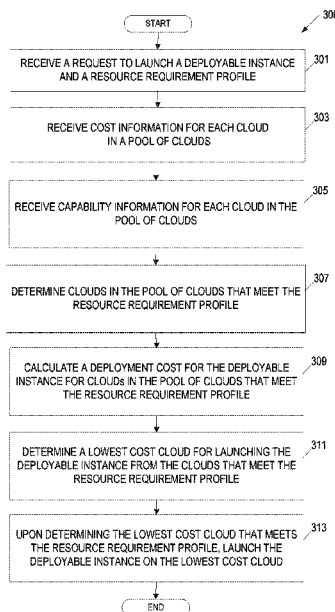 START
300
RECEIVE A REQUEST TO LAUNCH A DEPLOYABLE INSTANCE
AND A RESOURCE REQUIREMENT PROFILE
301
RECEIVE COST INFORMATION FOR EACH CLOUD
IN A POOL OF CLOUDS
303
RECEIVE CAPABILITY INFORMATION FOR EACH CLOUD IN THE
POOL OF CLOUDS
305
DETERMINE CLOUDS IN THE POOL OF CLOUDS THAT MEET THE
RESOURCE REQUIREMENT PROFILE
307
CALCULATE A DEPLOYMENT COST FOR THE DEPLOYABLE
INSTANCE FOR CLOUDs IN THE POOL OF CLOUDS THAT MEET
THE RESOURCE REQUIREMENT PROFILE
309
DETERMINE A LOWEST COST CLOUD FOR LAUNCHING THE
DEPLOYABLE INSTANCE FROM THE CLOUDS THAT MEET THE
RESOURCE REQUIREMENT PROFILE
311
UPON DETERMINING THE LOWEST COST CLOUD THAT MEETS
THE RESOURCE REQUIREMENT PROFILE, LAUNCH THE
DEPLOYABLE INSTANCE ON THE LOWEST COST CLOUD
313
END